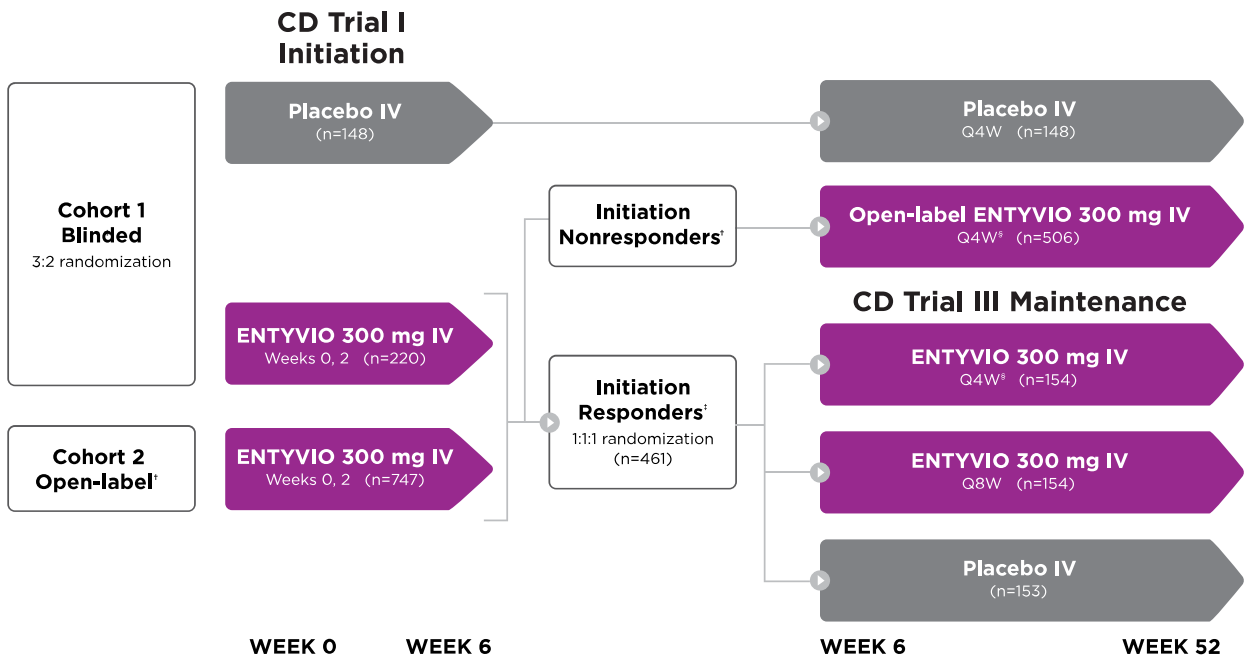 CD Trial I
Initiation
Cohort 1
Blinded
3:2 randomization
Placebo IV
(n=148)
Placebo IV
Q4W (n=148)
Initiation
Nonresponders†
Open-label ENTYVIO 300 mg IV
Q4W§ (n=506)
CD Trial III Maintenance
ENTYVIO 300 mg IV
Weeks 0, 2 (n=220)
ENTYVIO 300 mg IV
Q4W§ (n=154)
Initiation
Responders‡
1:1:1 randomization
(n=461)
Cohort 2
Open-label†
ENTYVIO 300 mg IV
Weeks 0, 2 (n=747)
ENTYVIO 300 mg IV
Q8W (n=154)
Placebo IV
(n=153)
WEEK 0
WEEK 6
WEEK 6
WEEK 52